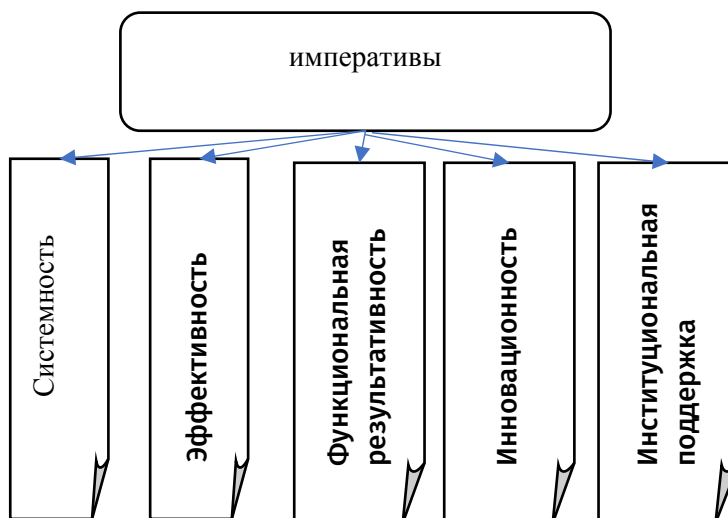 императивы
Системность
Эффективность
Функциональная
результативность
Инновационность
Институциональная
поддержка